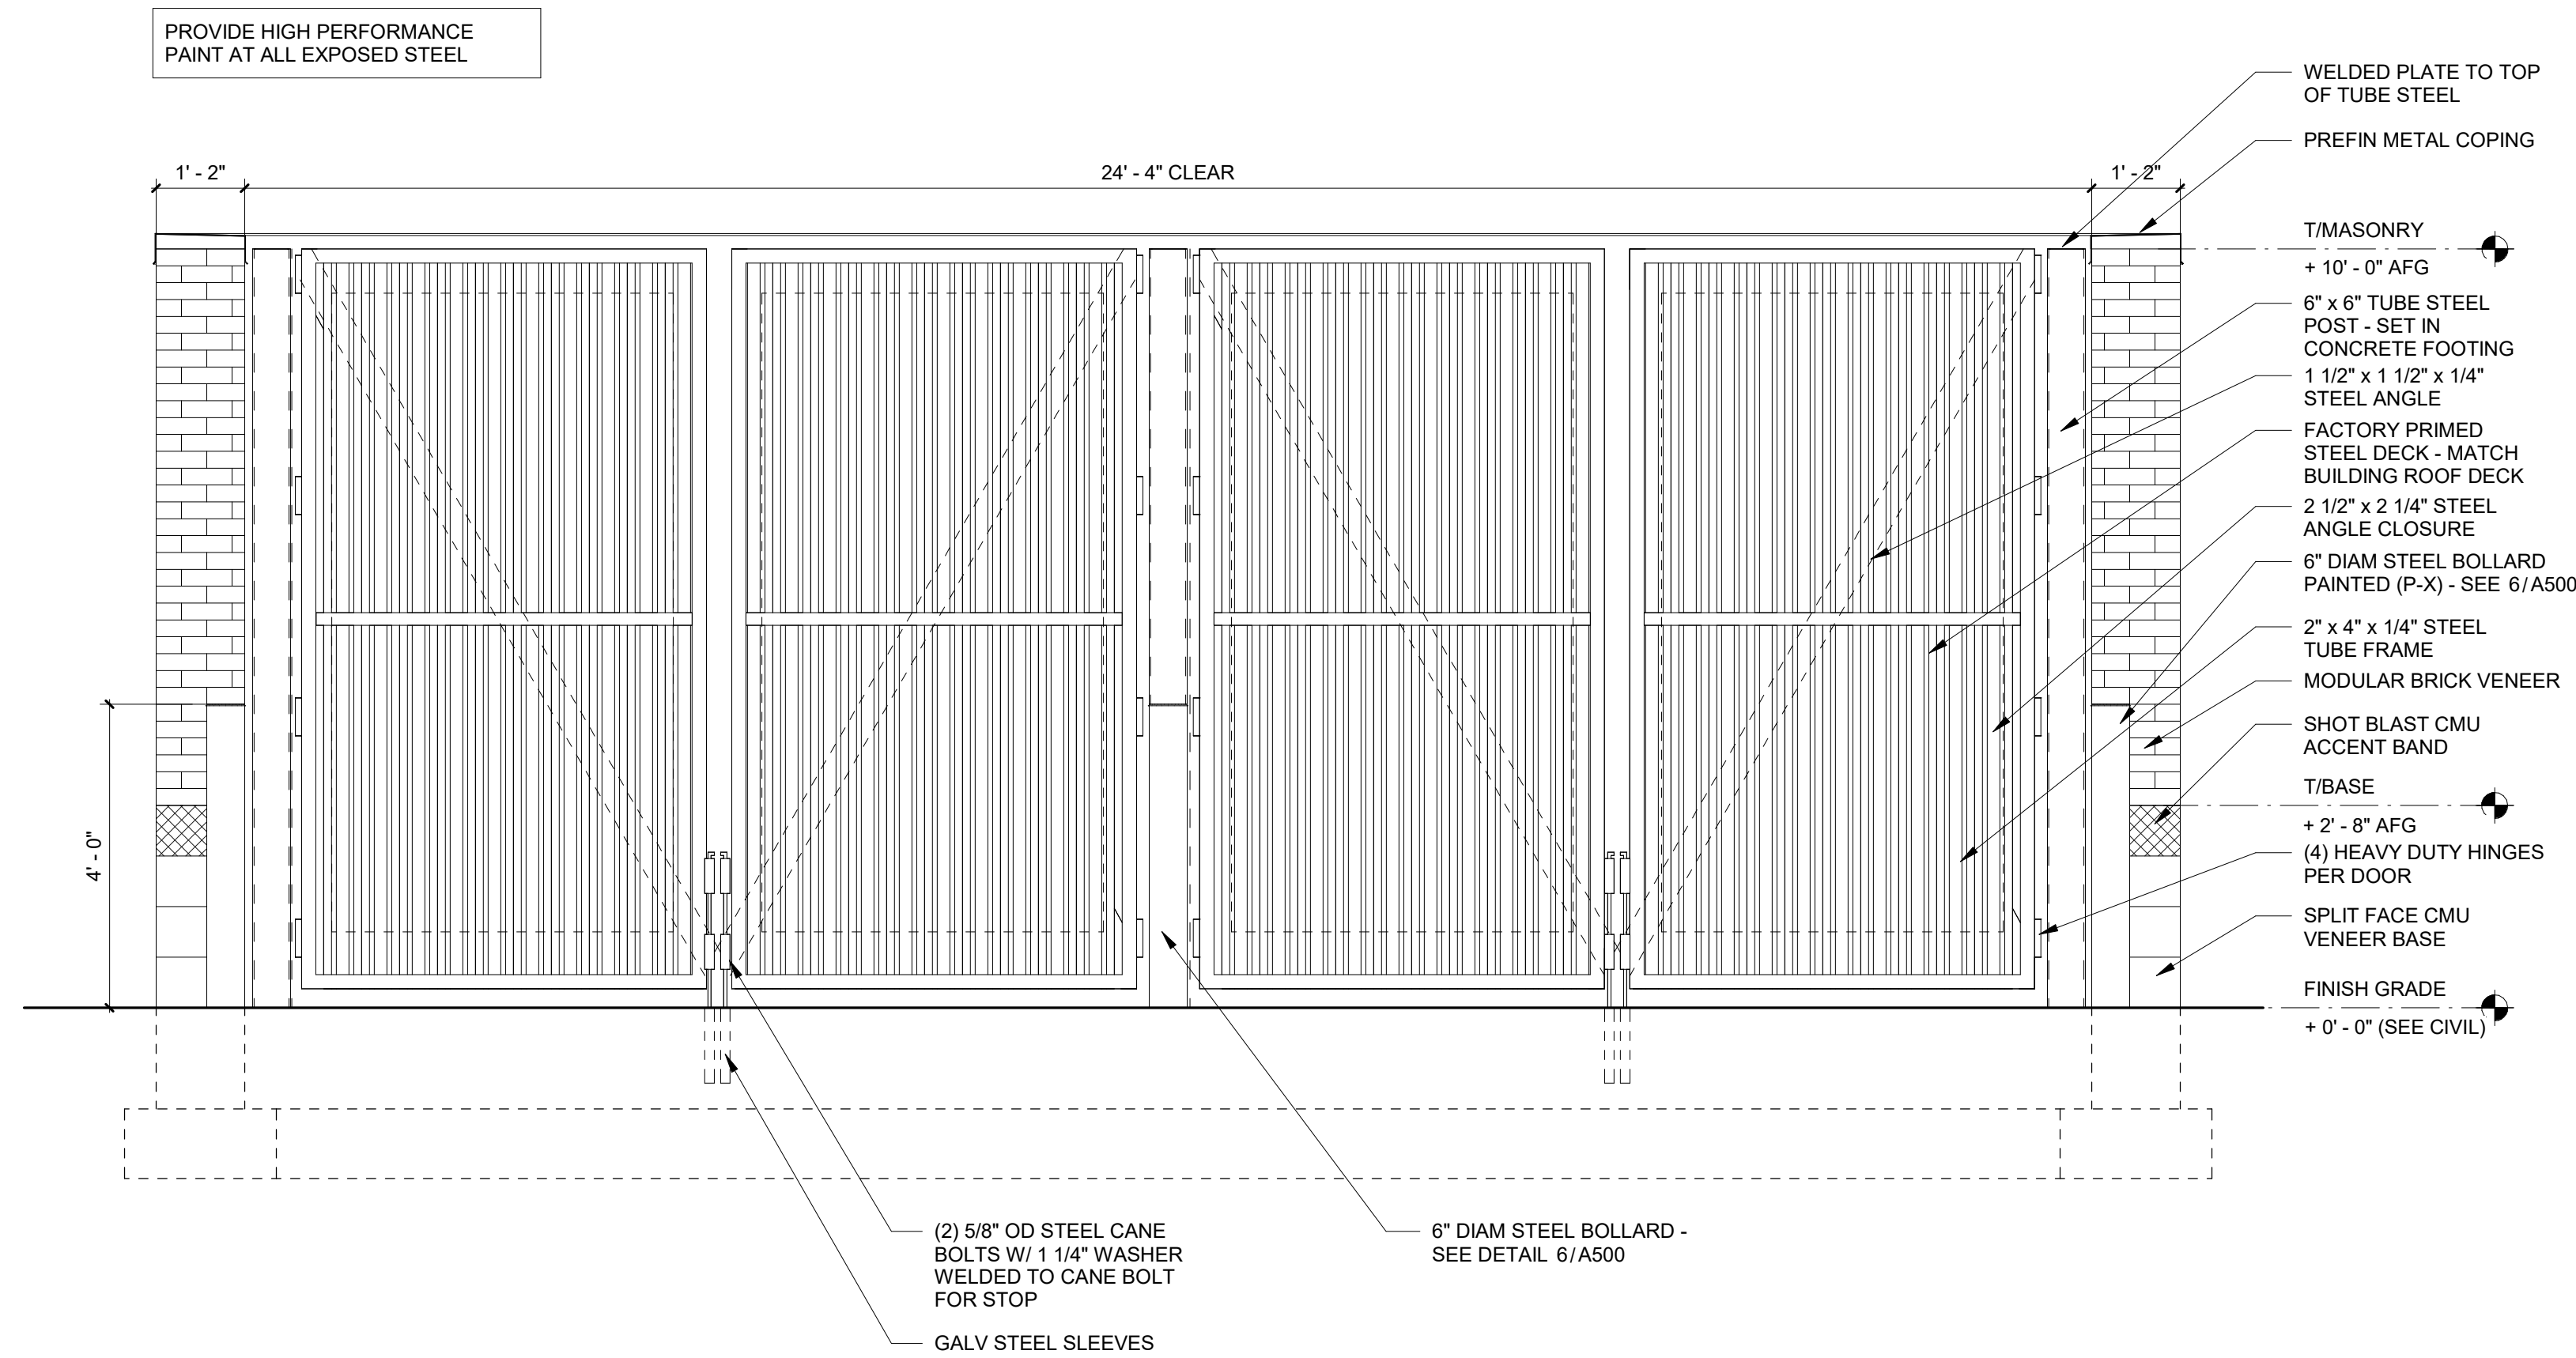 PROVIDE HIGH PERFORMANCE
PAINT AT ALL EXPOSED STEEL
1' - 2"
24' - 4" CLEAR
1' - 2"
4' - 0"
WELDED PLATE TO TOP
OF TUBE STEEL
PREFIN METAL COPING
T/MASONRY
+ 10' - 0" AFG
6" x 6" TUBE STEEL
POST - SET IN
CONCRETE FOOTING
1 1/2" x 1 1/2" x 1/4"
STEEL ANGLE
FACTORY PRIMED
STEEL DECK - MATCH
BUILDING ROOF DECK
2 1/2" x 2 1/4" STEEL
ANGLE CLOSURE
6" DIAM STEEL BOLLARD
PAINTED (P-X) - SEE 6/A500
2" x 4" x 1/4" STEEL
TUBE FRAME
MODULAR BRICK VENEER
SHOT BLAST CMU
ACCENT BAND
T/BASE
+ 2' - 8" AFG
(4) HEAVY DUTY HINGES
PER DOOR
SPLIT FACE CMU
VENEER BASE
FINISH GRADE
+ 0' - 0" (SEE CIVIL)
(2) 5/8" OD STEEL CANE
BOLTS W/ 1 1/4" WASHER
WELDED TO CANE BOLT
FOR STOP
GALV STEEL SLEEVES
6" DIAM STEEL BOLLARD -
SEE DETAIL 6/A500